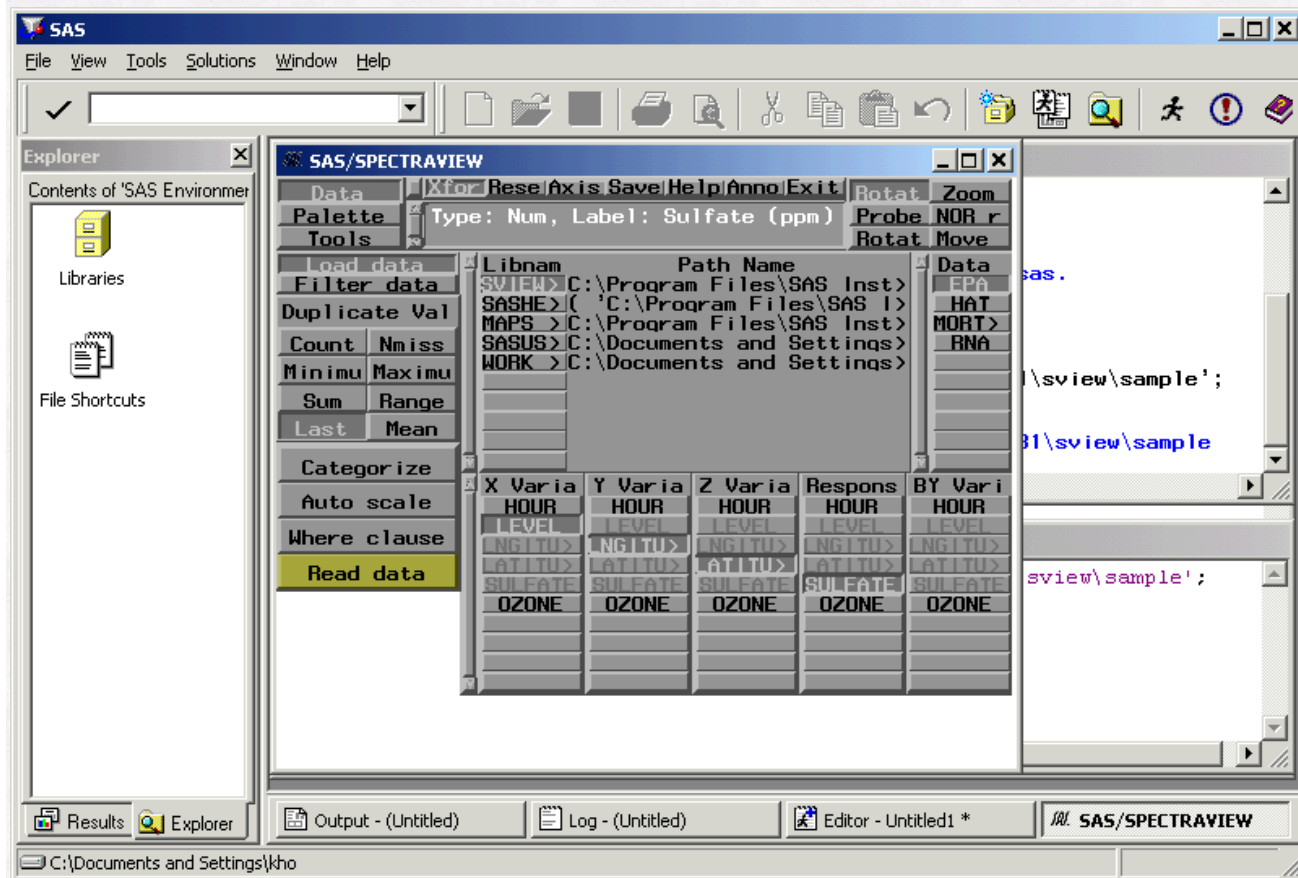 SAS
File View Tools Solutions Window Help
Explorer
Contents of 'SAS Environmer
Libraries
File Shortcuts
SAS/SPECTRAVIEW
Data Xfor Rese Axis Save Help Anno Exit Rotat Zoom
Palette Type: Num, Label: Sulfate (ppm) Probe NOR r
Tools Rotat Move
Load data Libnam Path Name Data
Filter data SVIEW> C:\Program Files\SAS Inst> EPA
SASHE> ( 'C:\Program Files\SAS I> HAT
Duplicate Val MAPS > C:\Program Files\SAS Inst> MORT>
Count Nmiss SASUS> C:\Documents and Settings> RNA
Minimu Maximu WORK > C:\Documents and Settings>
Sum Range
Last Mean
Categorize
Auto scale
Where clause
Read data
X Varia Y Varia Z Varia Respons BY Vari
HOUR HOUR HOUR HOUR HOUR
LEVEL LEVEL LEVEL LEVEL LEVEL
LNGITU> LNGITU> LNGITU> LNGITU> LNGITU>
LATITU> LATITU> LATITU> LATITU> LATITU>
SULFATE SULFATE SULFATE SULFATE SULFATE
OZONE OZONE OZONE OZONE OZONE
sas.
\sview\sample';
\sview\sample
sview\sample';
Results Explorer
Output - (Untitled) Log - (Untitled) Editor - Untitled1 * SAS/SPECTRAVIEW
C:\Documents and Settings\kho